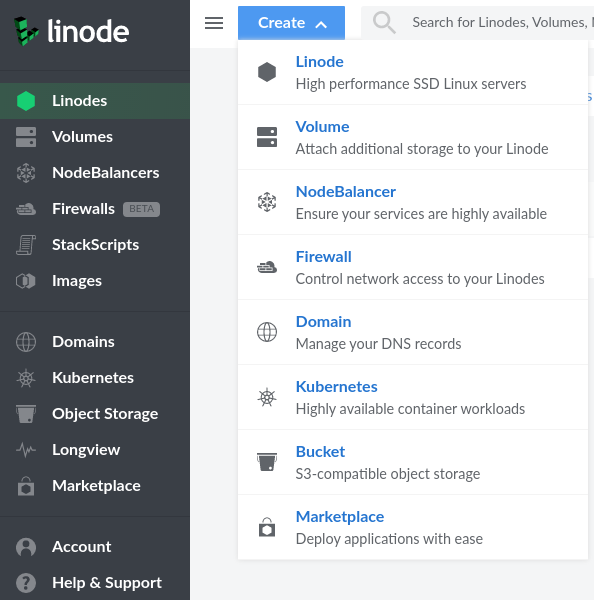 linode
Linodes
Volumes
NodeBalancers
Firewalls BETA
StackScripts
Images
Domains
Kubernetes
Object Storage
Longview
Marketplace
Account
Help & Support
Create
Search for Linodes, Volumes,
Linode
High performance SSD Linux servers
Volume
Attach additional storage to your Linode
NodeBalancer
Ensure your services are highly available
Firewall
Control network access to your Linodes
Domain
Manage your DNS records
Kubernetes
Highly available container workloads
Bucket
S3-compatible object storage
Marketplace
Deploy applications with ease